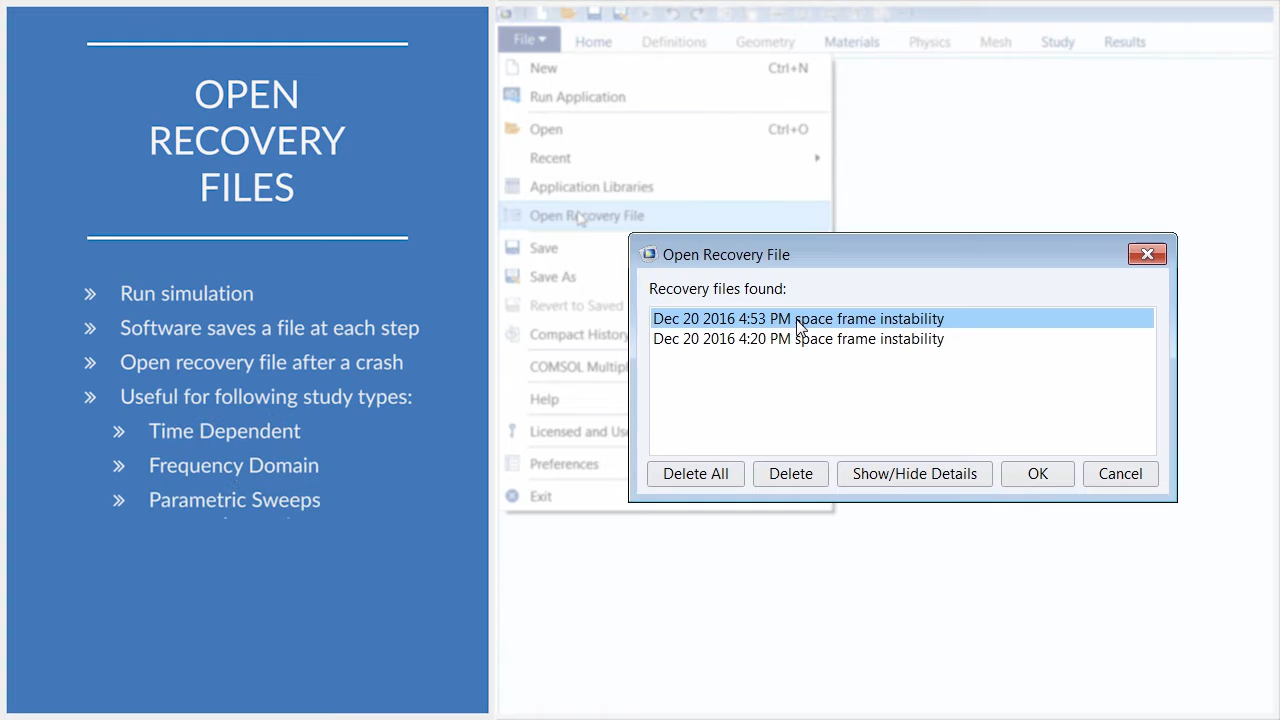 OPEN
RECOVERY
FILES
Run simulation
Software saves a file at each step
Open recovery file after a crash
Useful for following study types:
Time Dependent
Frequency Domain
Parametric Sweeps
File
Home
Definitions
Geometry
Materials
Physics
Mesh
Study
Results
New Ctrl+N
Run Application
Open Ctrl+O
Recent
Application Libraries
Open Recovery File
Save
Save As
Revert to Saved
Compact History
COMSOL Multipl
Help
Licensed and Us
Preferences
Exit
Open Recovery File
Recovery files found:
Dec 20 2016 4:53 PM space frame instability
Dec 20 2016 4:20 PM space frame instability
Delete All
Delete
Show/Hide Details
OK
Cancel